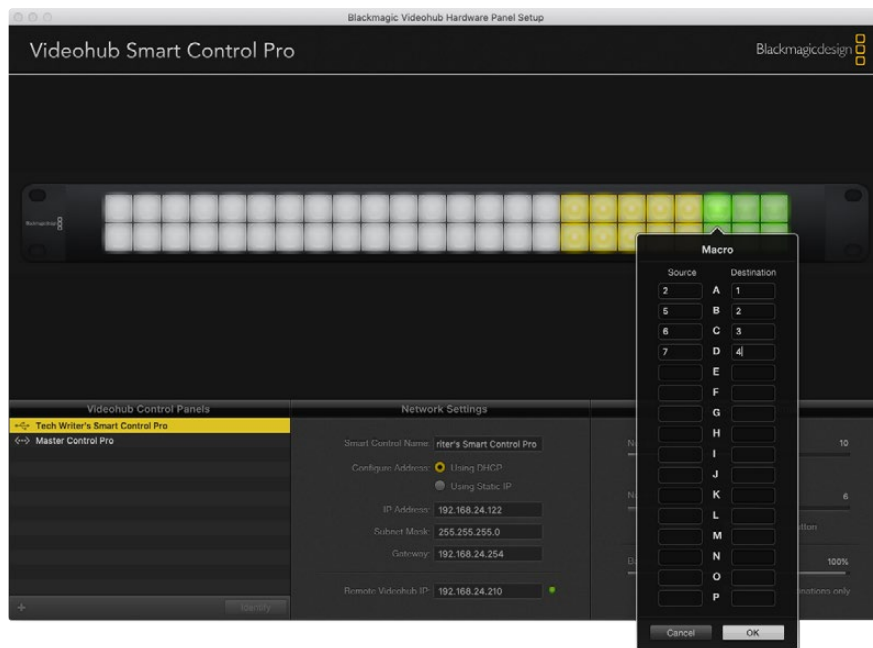 Blackmagic Videohub Hardware Panel Setup
Videohub Smart Control Pro
Blackmagicdesign
Macro
Source Destination
2 A 1
5 B 2
6 C 3
7 D 4
E
F
G
H
I
J
K
L
M
N
O
P
Cancel OK
Videohub Control Panels
Tech Writer's Smart Control Pro
Master Control Pro
Identify
Network Settings
Smart Control Name: riter's Smart Control Pro
Configure Address: Using DHCP
Using Static IP
IP Address: 192.168.24.122
Subnet Mask: 255.255.255.0
Gateway: 192.168.24.254
Remote Videohub IP: 192.168.24.210
10
6
100%
only